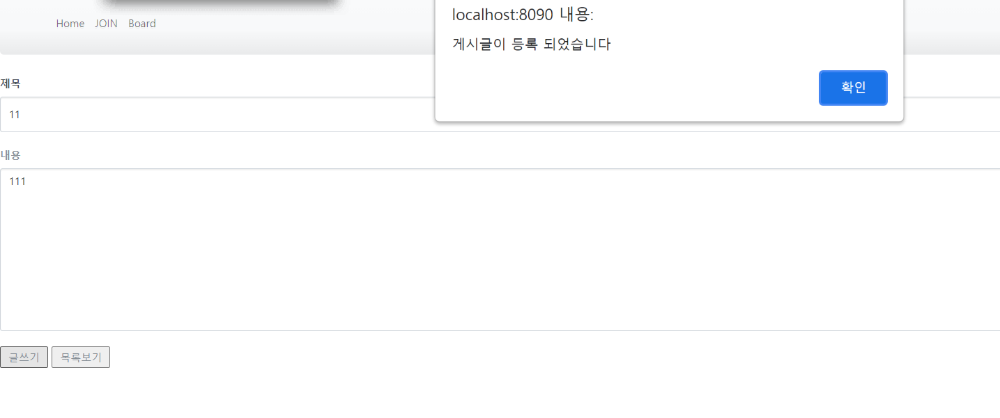 localhost:8090 내용:
게시글이 등록 되었습니다
확인
Home JOIN Board
제목
11
내용
111
글쓰기 목록보기